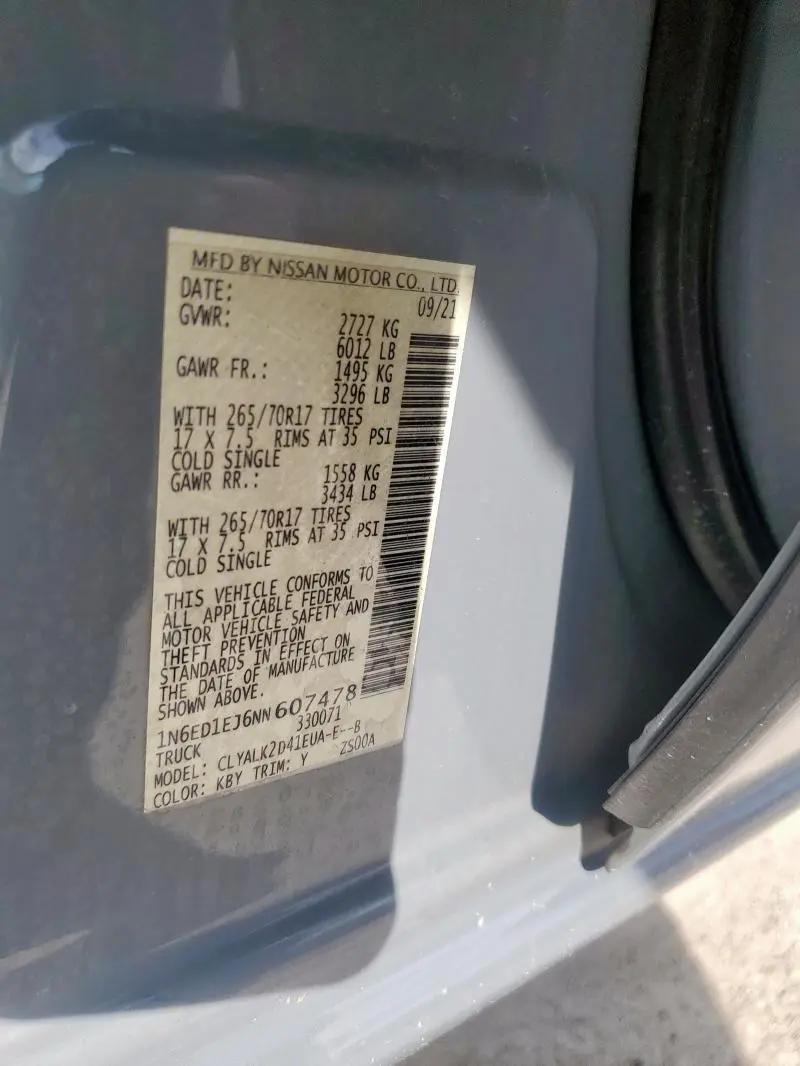 MFD BY NISSAN MOTOR CO., LTD.
DATE: 09/21
GVWR: 2727 KG
6012 LB
GAWR FR.: 1495 KG
3296 LB
WITH 265/70R17 TIRES
17 X 7.5 RIMS AT 35 PSI
COLD SINGLE
GAWR RR.: 1558 KG
3434 LB
WITH 265/70R17 TIRES
17 X 7.5 RIMS AT 35 PSI
COLD SINGLE
THIS VEHICLE CONFORMS TO
ALL APPLICABLE FEDERAL
MOTOR VEHICLE SAFETY AND
THEFT PREVENTION
STANDARDS IN EFFECT ON
THE DATE OF MANUFACTURE
SHOWN ABOVE.
1N6ED1EJ6NN607478
TRUCK 330071
MODEL: CLYALK2D41EUA-E--B
COLOR: KBY TRIM: Y ZS00A